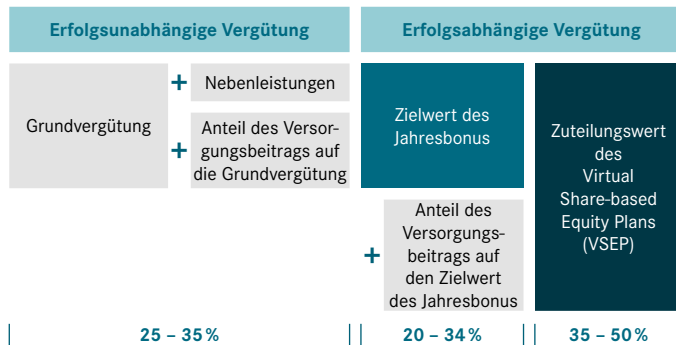 Erfolgsunabhängige Vergütung
Erfolgsabhängige Vergütung
Grundvergütung
+
Nebenleistungen
+
Anteil des Versor-
gungsbeitrags auf
die Grundvergütung
Zielwert des
Jahresbonus
+
Anteil des
Versorgungs-
beitrags auf
den Zielwert
des Jahresbonus
Zuteilungswert
des
Virtual
Share-based
Equity Plans
(VSEP)
25 – 35 %
20 – 34 %
35 – 50 %